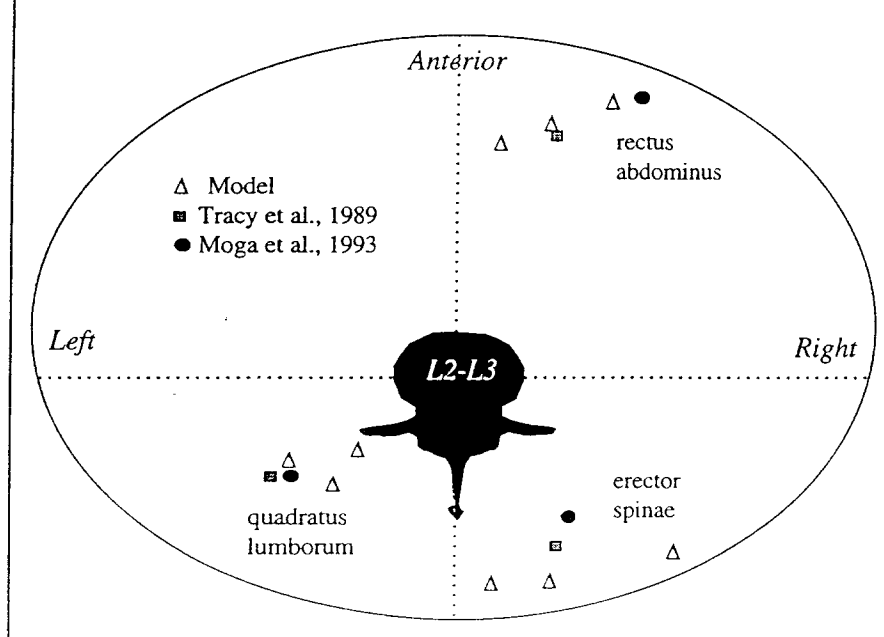 Anterior
rectus
abdominus
Model
Tracy et al., 1989
Moga et al., 1993
Left
Right
L2-L3
erector
spinae
quadratus
lumborum